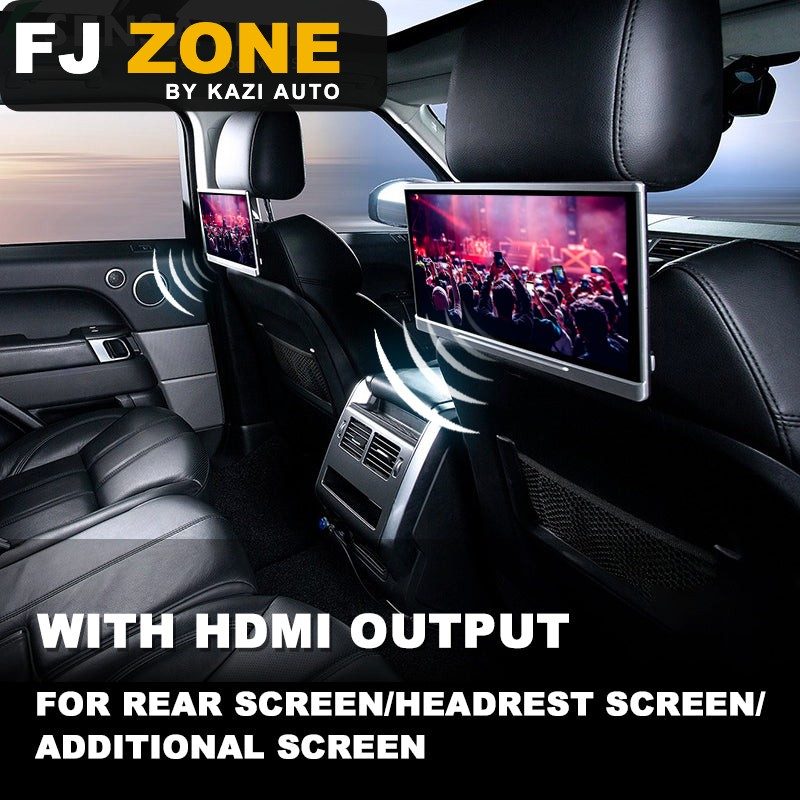 FJ ZONE
BY KAZI AUTO
WITH HDMI OUTPUT
FOR REAR SCREEN/HEADREST SCREEN/
ADDITIONAL SCREEN